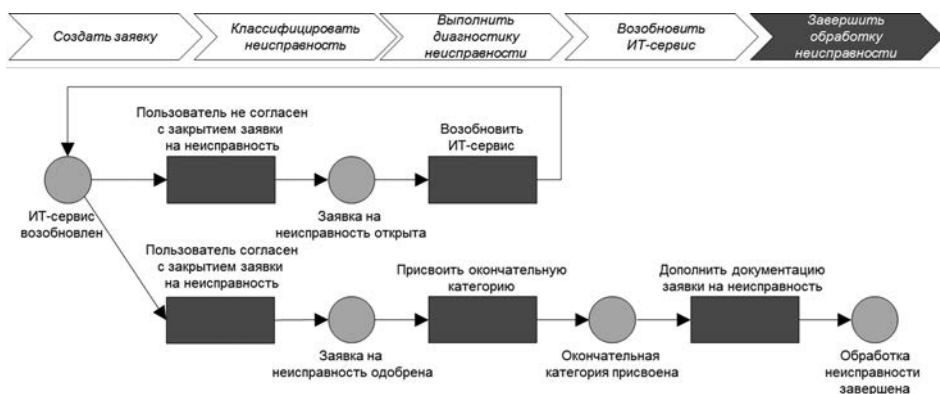 Создать заявку
Классифицировать
неисправность
Выполнить
диагностику
неисправности
Возобновить
ИТ-сервис
Завершить
обработку
неисправности
Пользователь не согласен
с закрытием заявки
на неисправность
Возобновить
ИТ-сервис
ИТ-сервис
возобновлен
Заявка на
неисправность открыта
Пользователь согласен
с закрытием заявки
на неисправность
Присвоить окончательную
категорию
Дополнить документацию
заявки на неисправность
Заявка на
неисправность одобрена
Окончательная
категория присвоена
Обработка
неисправности
завершена